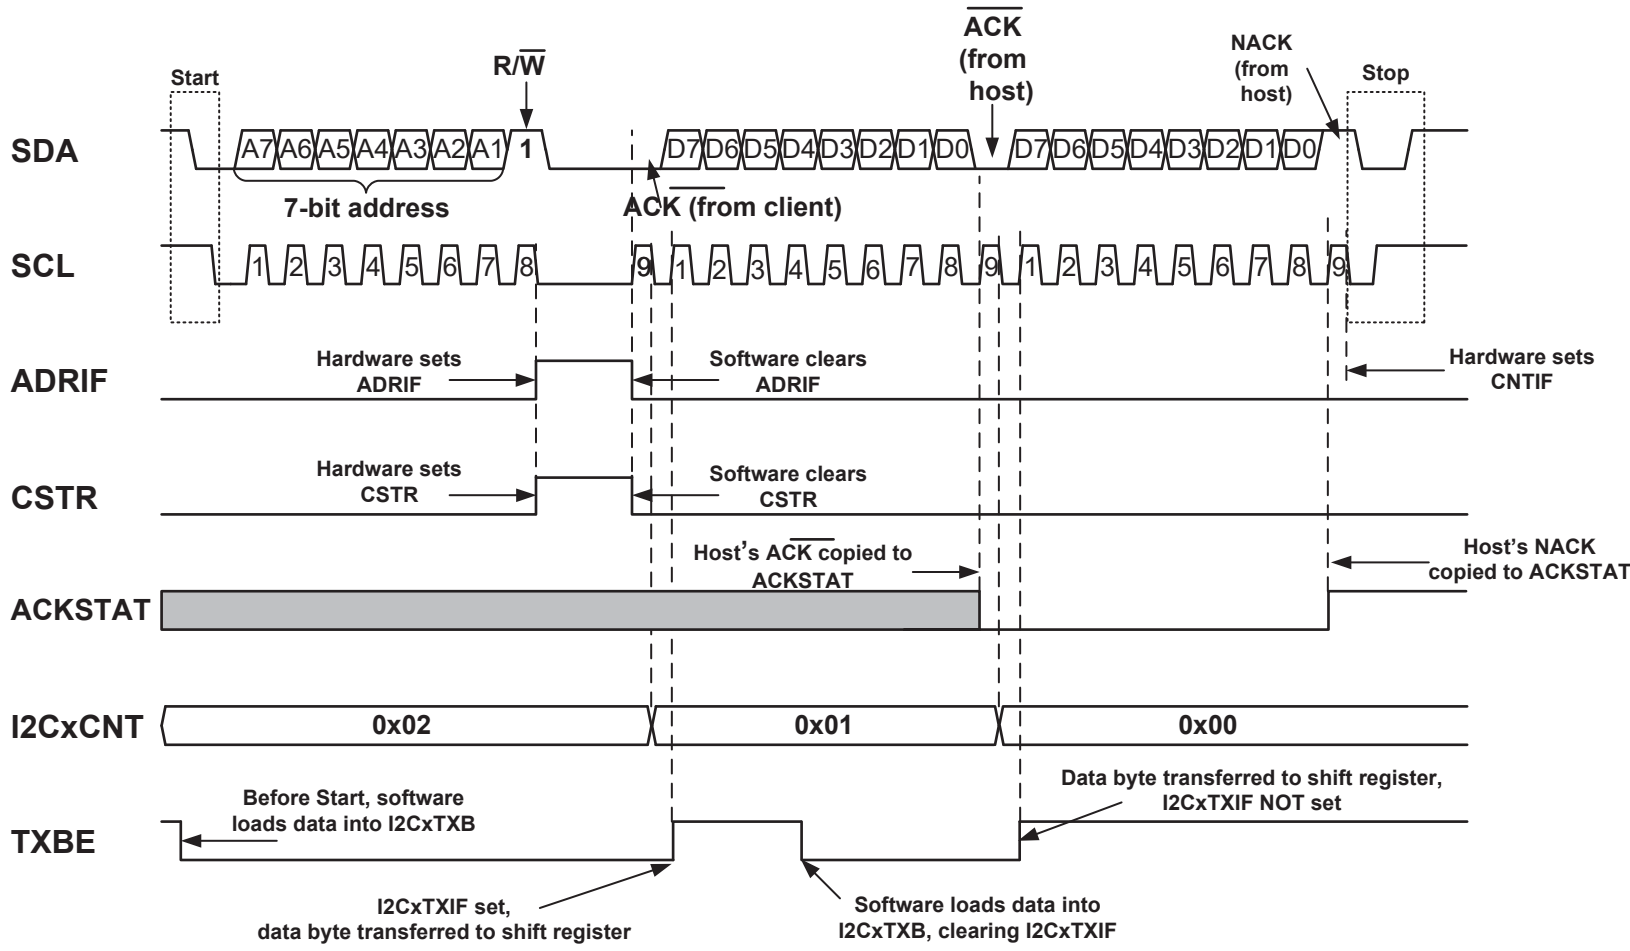 ACK
(from
host)
NACK
(from
host)
R/W
Start
Stop
SDA
A7 A6 A5 A4 A3 A2 A1 1
D7 D6 D5 D4 D3 D2 D1 D0
D7 D6 D5 D4 D3 D2 D1 D0
7-bit address
ACK (from client)
SCL
1 2 3 4 5 6 7 8 9 1 2 3 4 5 6 7 8 9 1 2 3 4 5 6 7 8 9
ADRIF
Hardware sets
ADRIF
Software clears
ADRIF
Hardware sets
CNTIF
CSTR
Hardware sets
CSTR
Software clears
CSTR
Host's ACK copied to
ACKSTAT
Host's NACK
copied to ACKSTAT
ACKSTAT
I2CxCNT
0x02
0x01
0x00
TXBE
Before Start, software
loads data into I2CxTXB
Data byte transferred to shift register,
I2CxTXIF NOT set
I2CxTXIF set,
data byte transferred to shift register
Software loads data into
I2CxTXB, clearing I2CxTXIF